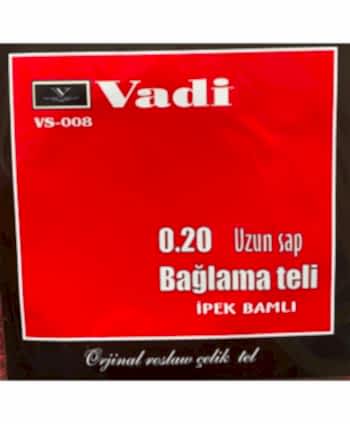 V Vadi
VS-008
0.20 Uzun sap
Bağlama teli
İPEK BAMLI
Orjinal roslaw çelik tel